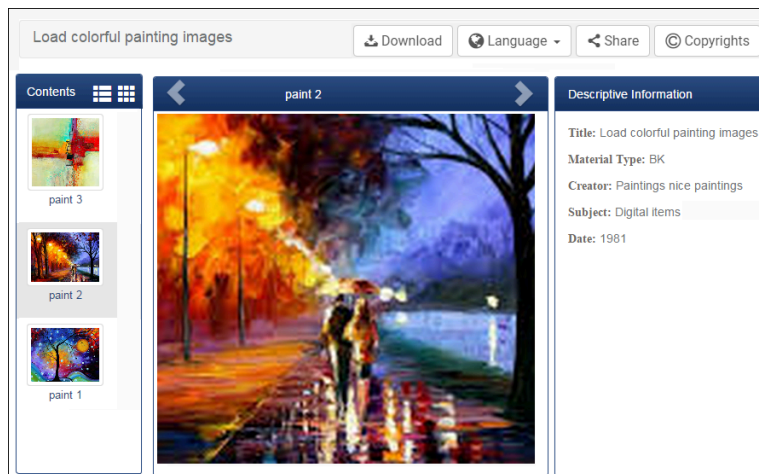 Load colorful painting images
Download
Language
Share
Copyrights
Contents
paint 3
paint 2
paint 1
paint 2
Descriptive Information
Title: Load colorful painting images
Material Type: BK
Creator: Paintings nice paintings
Subject: Digital items
Date: 1981